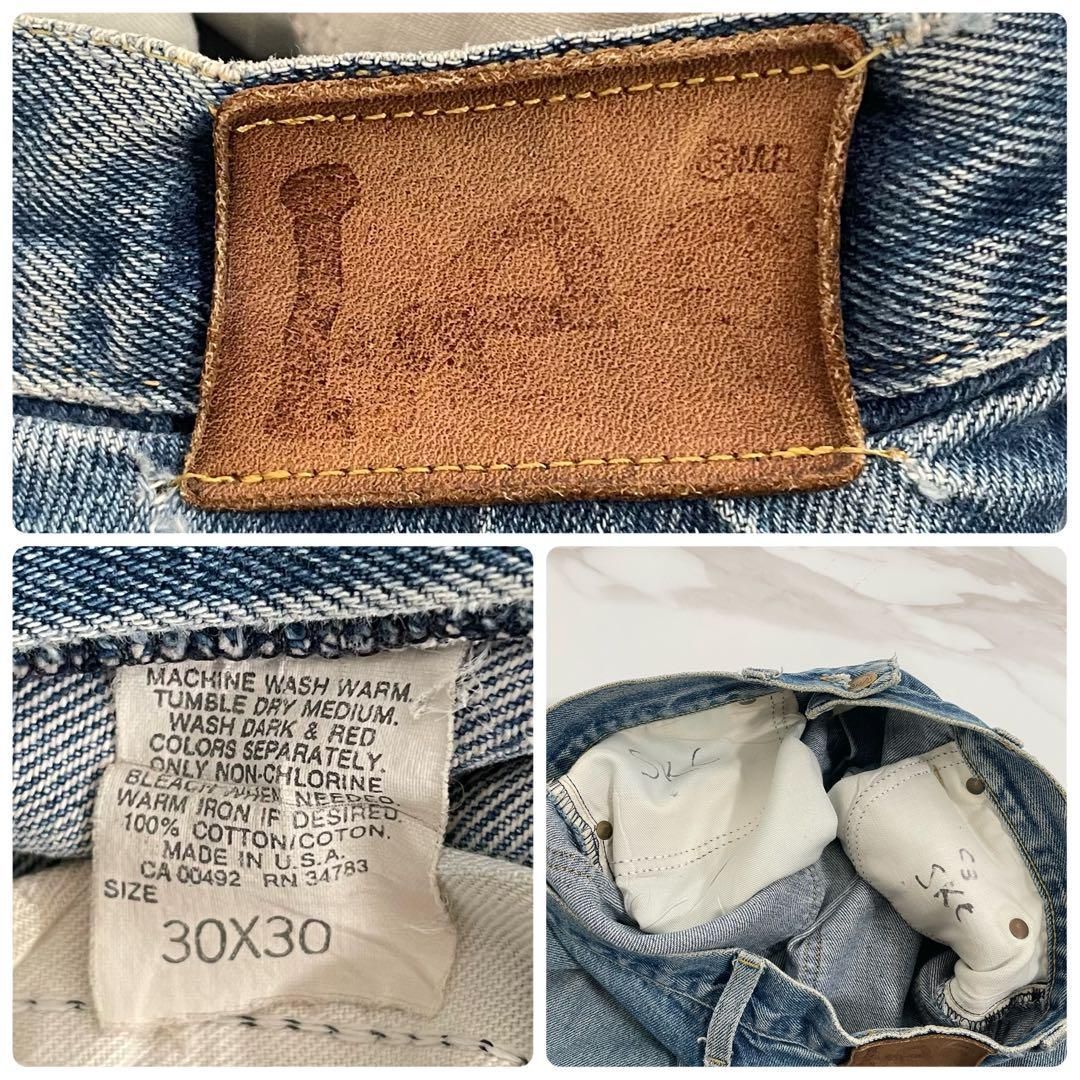 MACHINE WASH WARM.
TUMBLE DRY MEDIUM.
WASH DARK & RED
COLORS SEPARATELY.
ONLY NON-CHLORINE
BLEACH WHEN NEEDED.
WARM IRON IF DESIRED.
100% COTTON/COTON.
MADE IN U.S.A.
CA 00492 RN 34783
SIZE
30X30